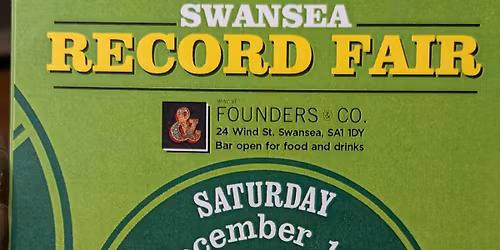 SWANSEA
RECORD FAIR
FOUNDERS & CO.
24 Wind St. Swansea, SA1 1DY
Bar open for food and drinks
SATURDAY